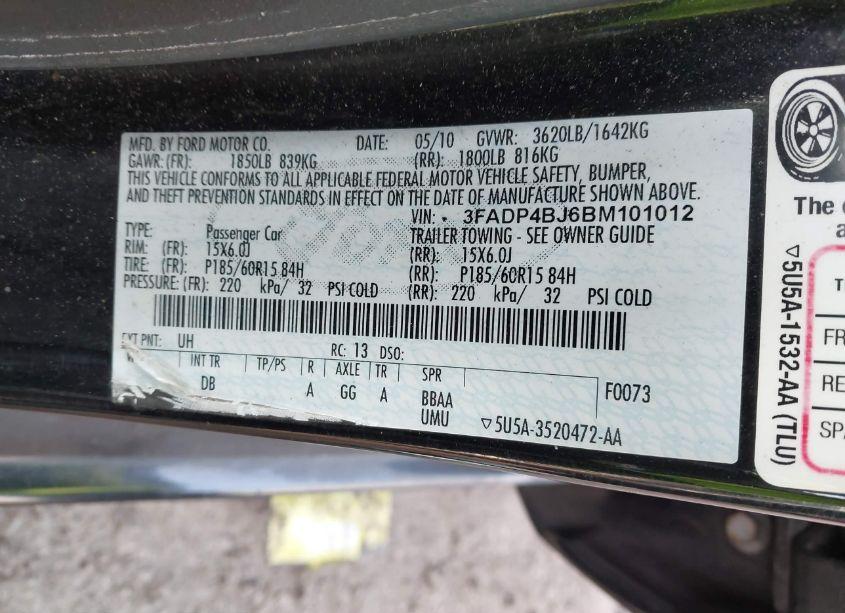 MFD. BY FORD MOTOR CO. DATE: 05/10 GVWR: 3620LB/1642KG
GAWR: (FR): 1850LB 839KG (RR): 1800LB 816KG
THIS VEHICLE CONFORMS TO ALL APPLICABLE FEDERAL MOTOR VEHICLE SAFETY, BUMPER,
AND THEFT PREVENTION STANDARDS IN EFFECT ON THE DATE OF MANUFACTURE SHOWN ABOVE.
VIN: 3FADP4BJ6BM101012
TYPE: Passenger Car TRAILER TOWING - SEE OWNER GUIDE
RIM: (FR): 15X6.0J (RR): 15X6.0J
TIRE: (FR): P185/60R15 84H (RR): P185/60R15 84H
PRESSURE: (FR): 220 kPa/ 32 PSI COLD (RR): 220 kPa/ 32 PSI COLD
EXT PNT: UH RC: 13 DSO:
INT TR TP/PS R AXLE TR SPR
DB A GG A BBAA F0073
UMU ▽5U5A-3520472-AA
The
a
▽5U5A-1532-AA (TLU)
T
FR
RE
SPA